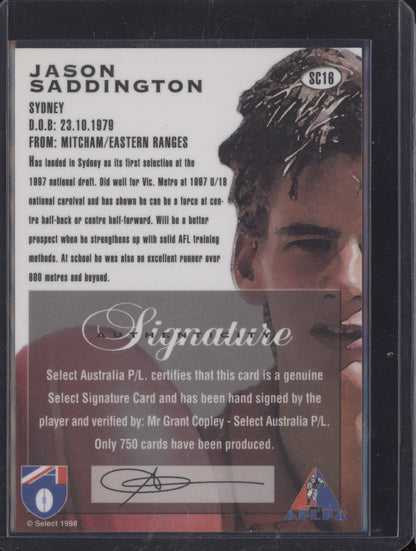 JASON
SADDINGTON
SC16
SYDNEY
D.O.B: 23.10.1979
FROM: MITCHAM/EASTERN RANGES
Has landed in Sydney as its first selection at the
1997 national draft. Did well for Vic. Metro at 1997 U/18
national carnival and has shown he can be a force at cen-
tre half-back or centre half-forward. Will be a better
prospect when he strengthens up with solid AFL training
methods. At school he was also an excellent runner over
800 metres and beyond.
Signature
Select Australia P/L. certifies that this card is a genuine
Select Signature Card and has been hand signed by the
player and verified by: Mr Grant Copley - Select Australia P/L.
Only 750 cards have been produced.
© Select 1998
AFLPA